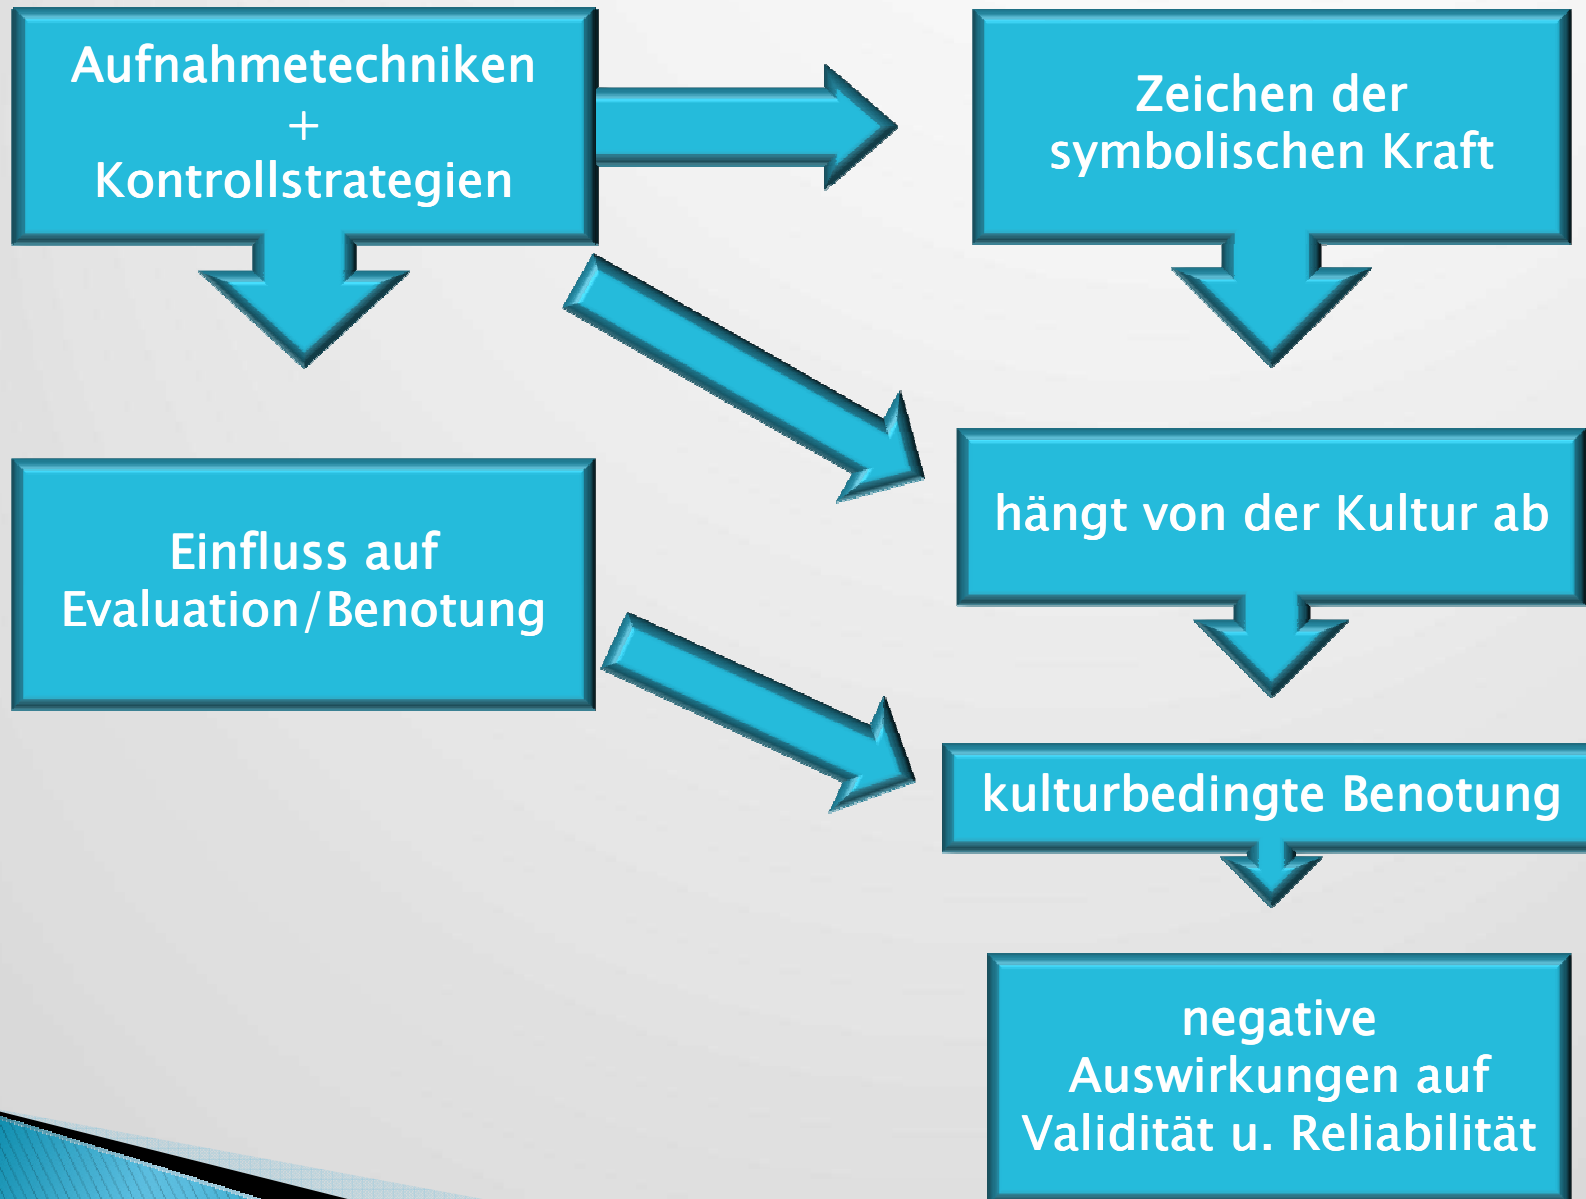 Aufnahmetechniken
+
Kontrollstrategien
Zeichen der
symbolischen Kraft
Einfluss auf
Evaluation/Benotung
hängt von der Kultur ab
kulturbedingte Benotung
negative
Auswirkungen auf
Validität u. Reliabilität